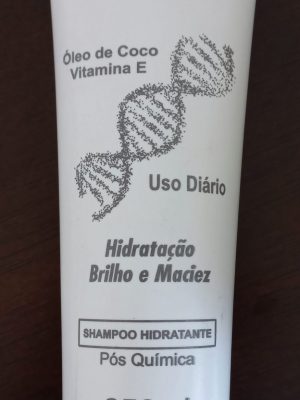 Óleo de Coco
Vitamina E
Uso Diário
Hidratação
Brilho e Maciez
SHAMPOO HIDRATANTE
Pós Química